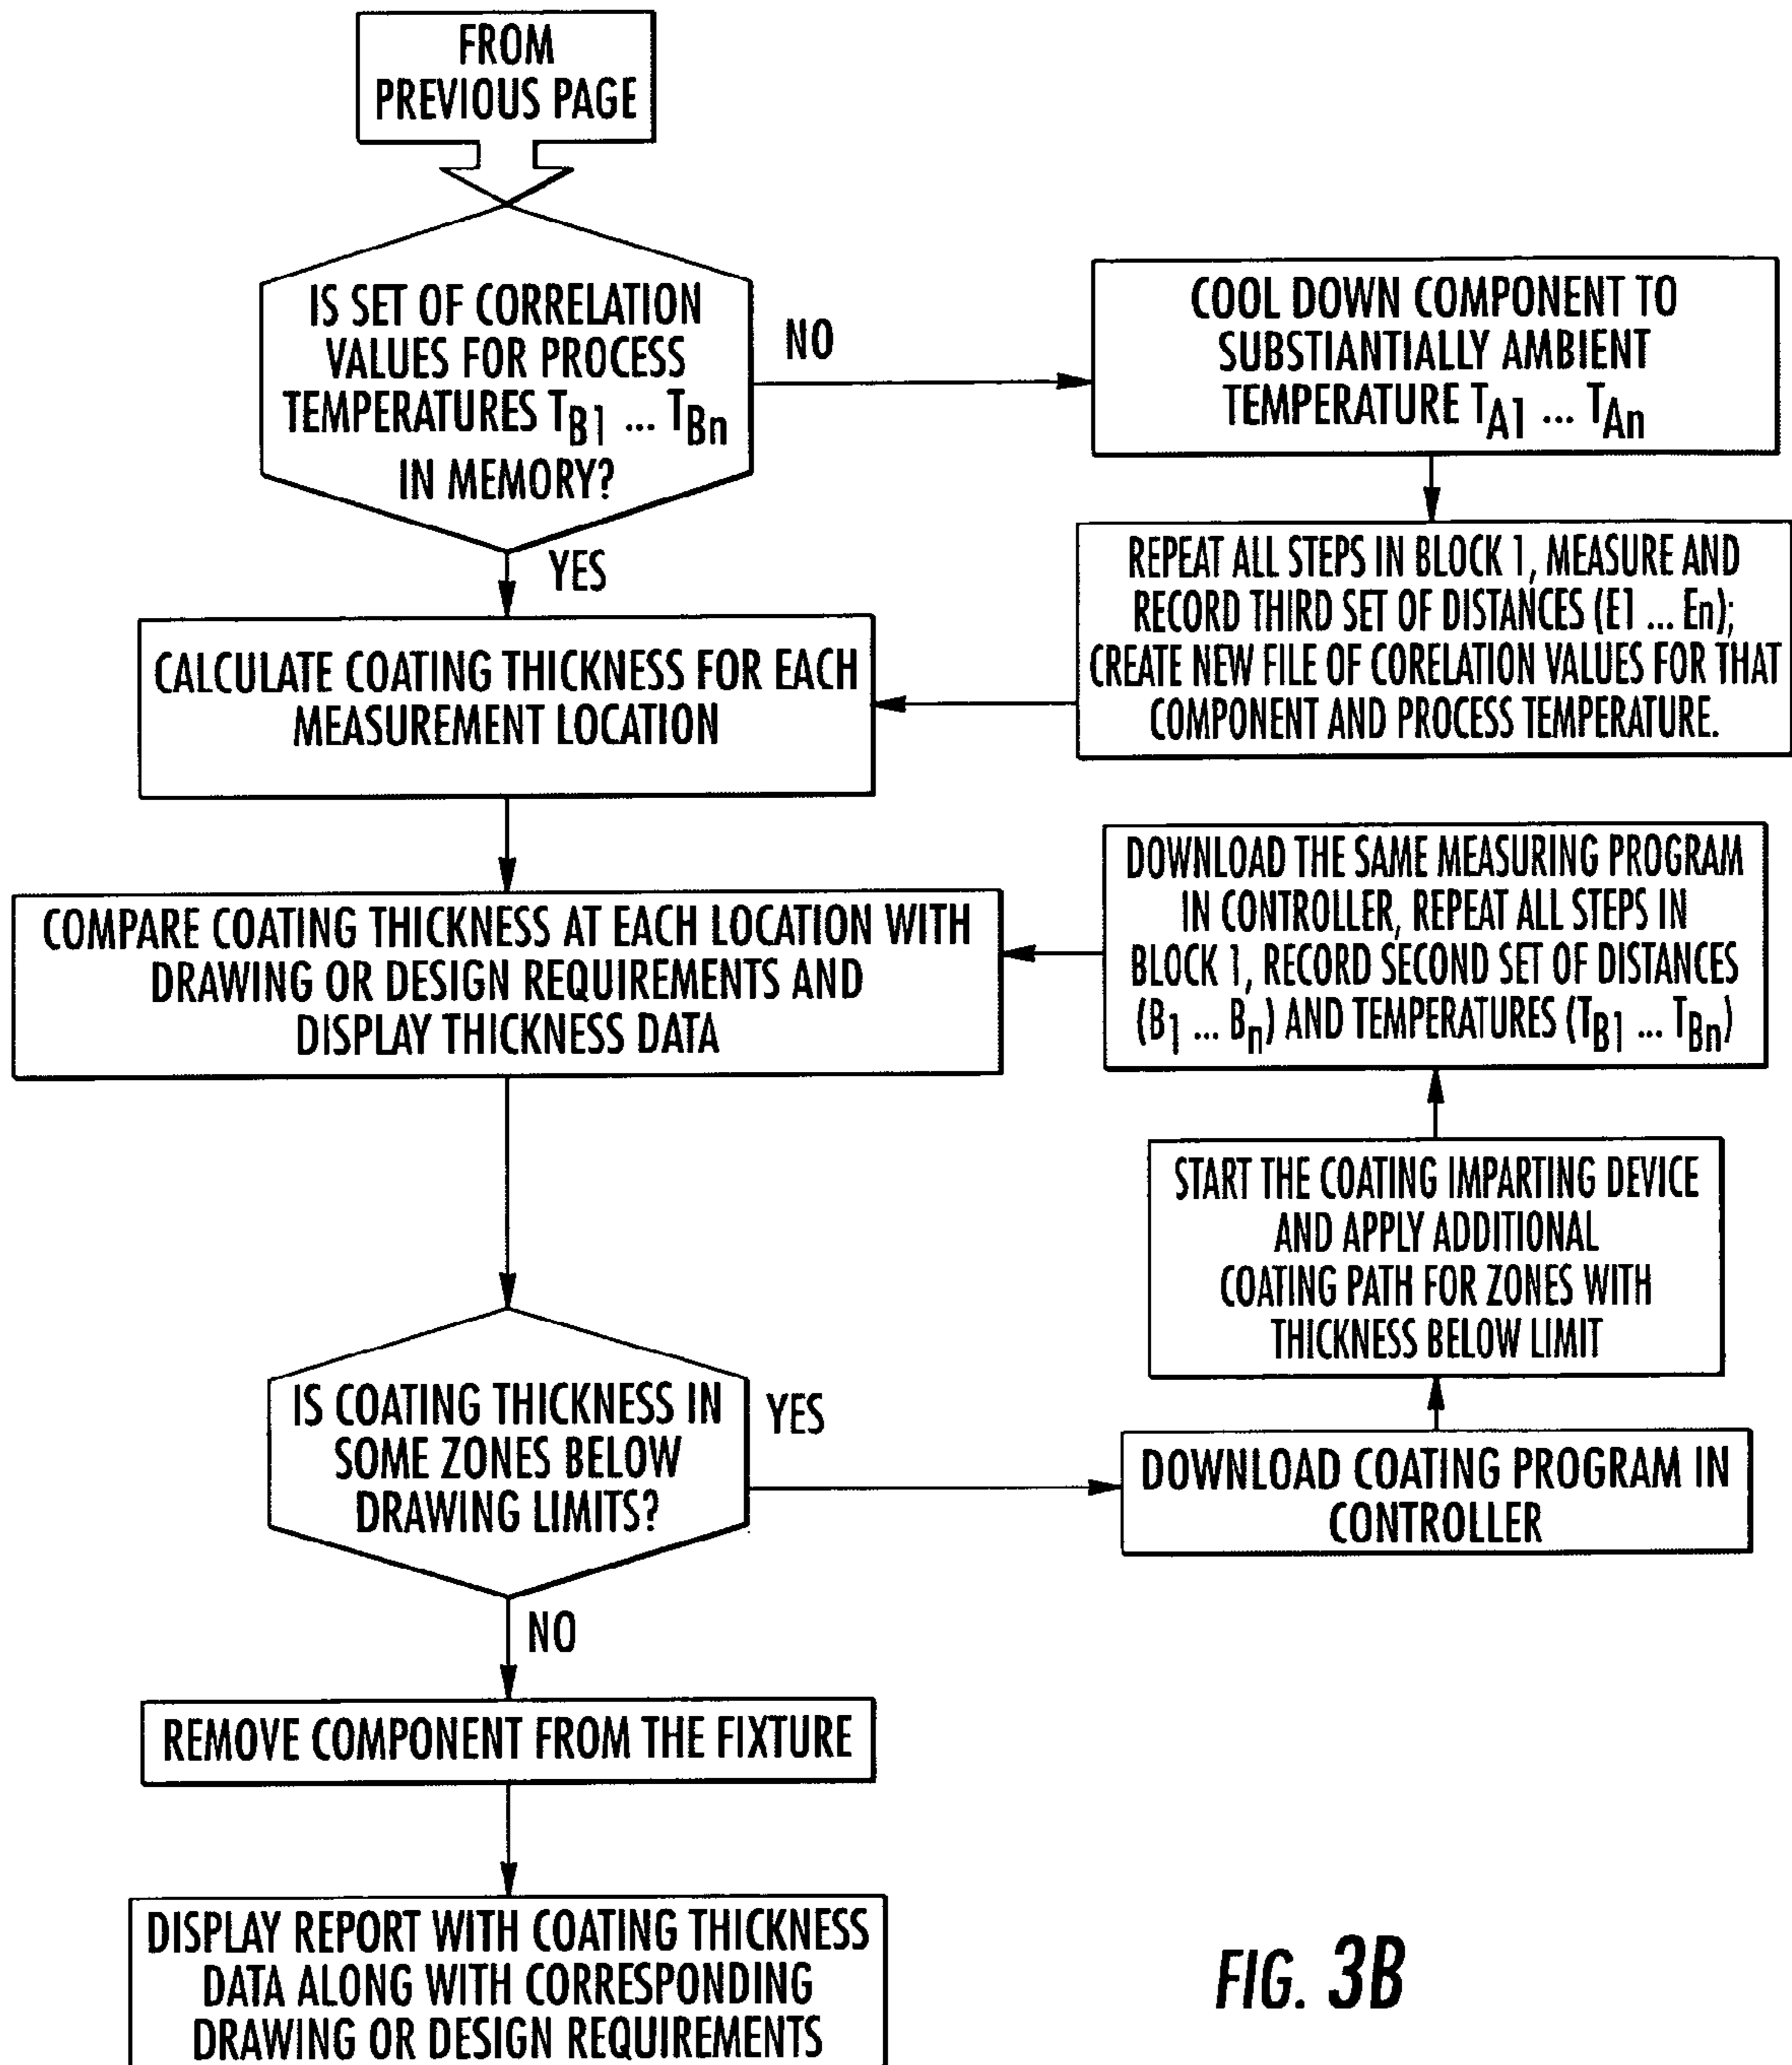 FROM
PREVIOUS PAGE
IS SET OF CORRELATION
VALUES FOR PROCESS
TEMPERATURES TB1 ... TBn
IN MEMORY?
NO
COOL DOWN COMPONENT TO
SUBSTIANTIALLY AMBIENT
TEMPERATURE TA1 ... TAn
REPEAT ALL STEPS IN BLOCK 1, MEASURE AND
RECORD THIRD SET OF DISTANCES (E1 ... En);
CREATE NEW FILE OF CORELATION VALUES FOR THAT
COMPONENT AND PROCESS TEMPERATURE.
YES
CALCULATE COATING THICKNESS FOR EACH
MEASUREMENT LOCATION
COMPARE COATING THICKNESS AT EACH LOCATION WITH
DRAWING OR DESIGN REQUIREMENTS AND
DISPLAY THICKNESS DATA
DOWNLOAD THE SAME MEASURING PROGRAM
IN CONTROLLER, REPEAT ALL STEPS IN
BLOCK 1, RECORD SECOND SET OF DISTANCES
(B1 ... Bn) AND TEMPERATURES (TB1 ... TBn)
START THE COATING IMPARTING DEVICE
AND APPLY ADDITIONAL
COATING PATH FOR ZONES WITH
THICKNESS BELOW LIMIT
IS COATING THICKNESS IN
SOME ZONES BELOW
DRAWING LIMITS?
YES
DOWNLOAD COATING PROGRAM IN
CONTROLLER
NO
REMOVE COMPONENT FROM THE FIXTURE
DISPLAY REPORT WITH COATING THICKNESS
DATA ALONG WITH CORRESPONDING
DRAWING OR DESIGN REQUIREMENTS
FIG. 3B